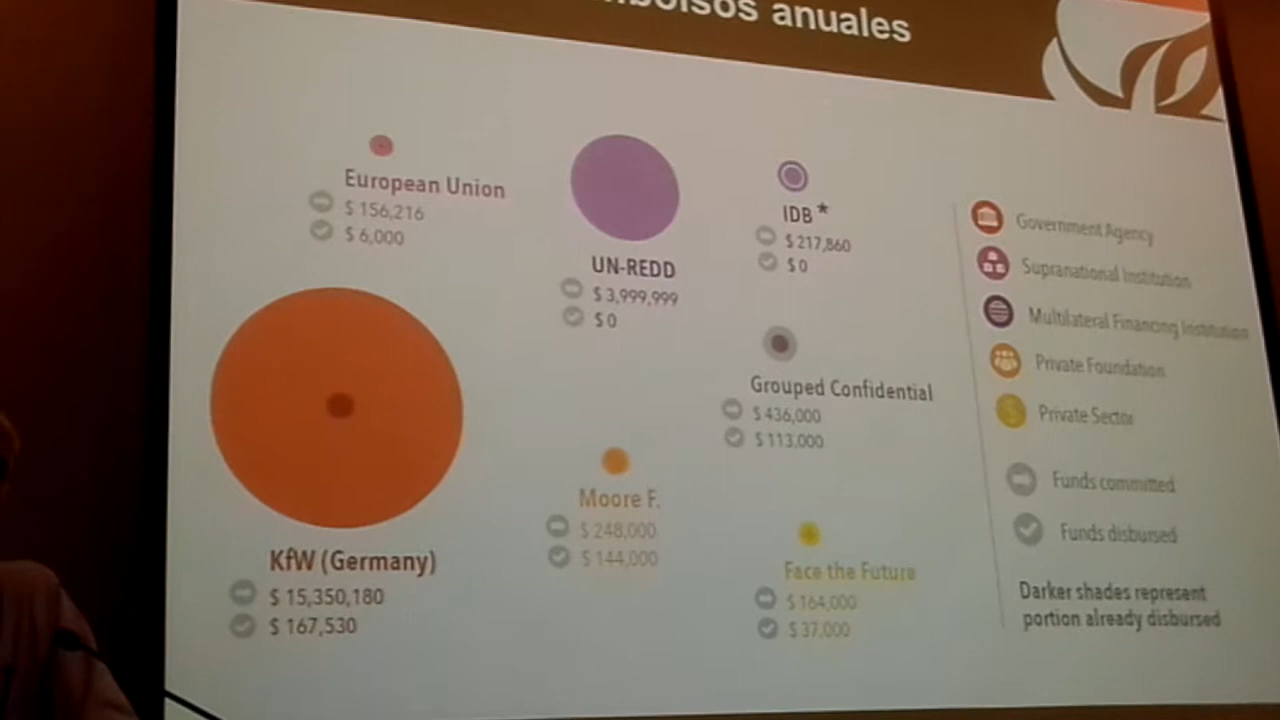 anuales
European Union
$ 156,216
$ 6,000
UN-REDD
$ 3,999,999
$ 0
IDB *
$ 217,860
$ 0
Grouped Confidential
$ 436,000
$ 113,000
KfW (Germany)
$ 15,350,180
$ 167,530
Moore F.
$ 248,000
$ 144,000
Face the Future
$ 164,000
$ 37,000
Government Agency
Supranational Institution
Multilateral Financing Institution
Private Foundation
Private Sector
Funds committed
Funds disbursed
Darker shades represent
portion already disbursed